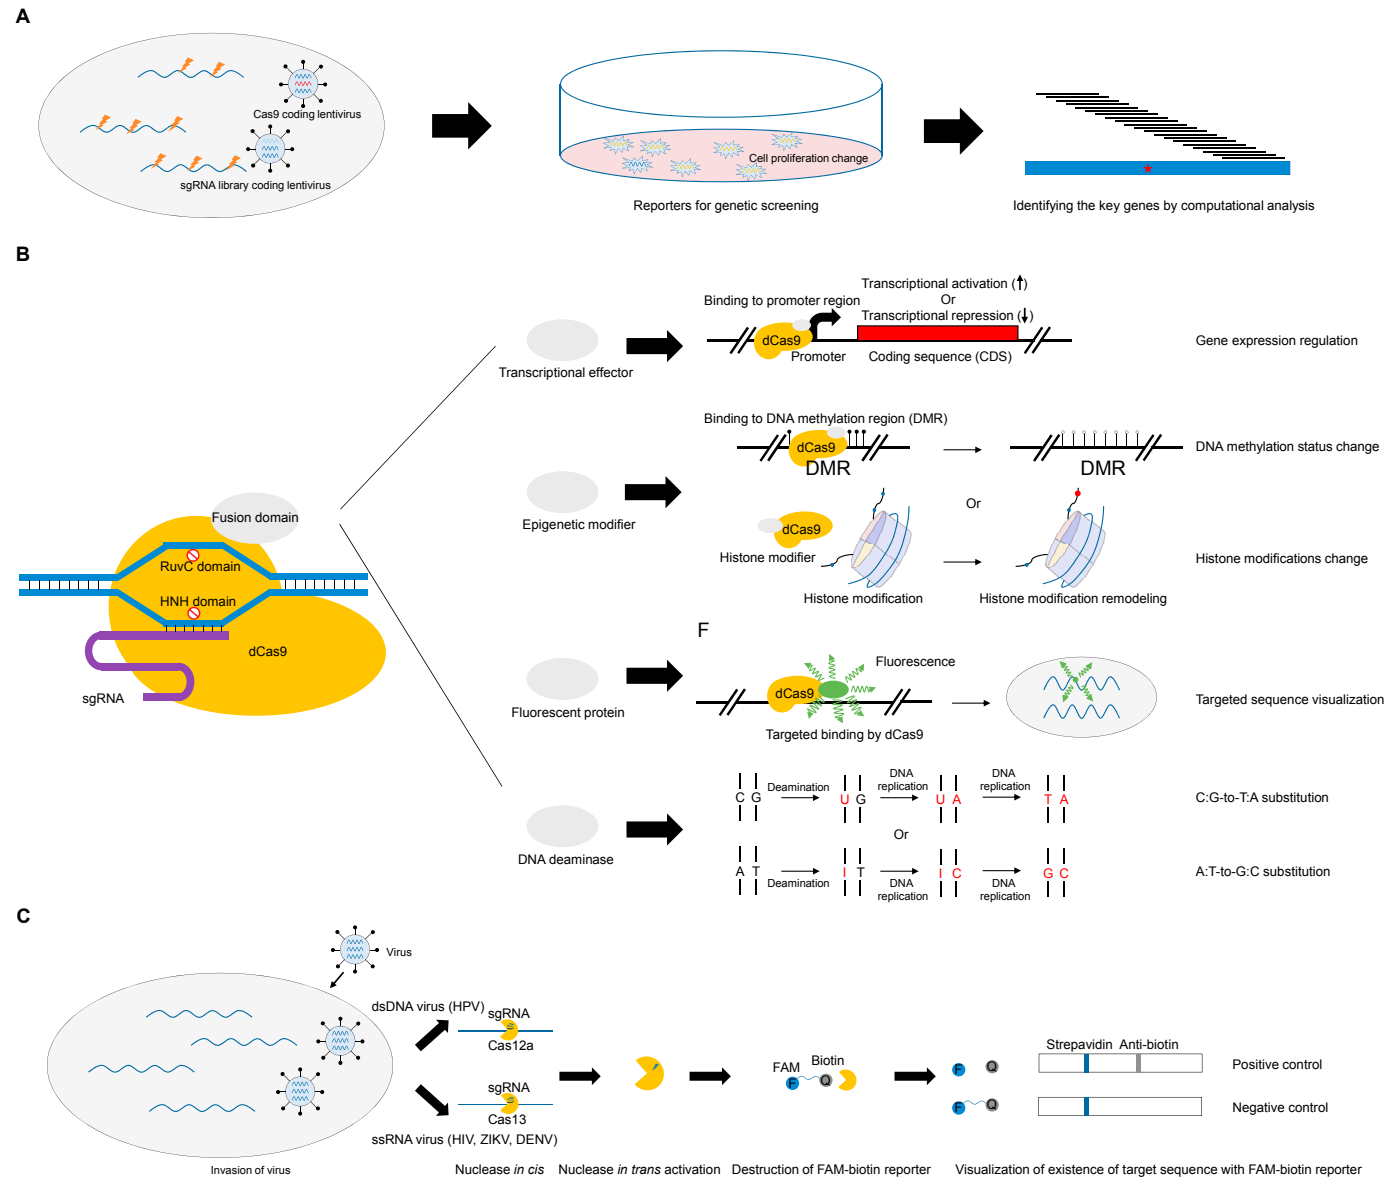 A
Cas9 coding lentivirus
sgRNA library coding lentivirus
Cell proliferation change
Reporters for genetic screening
Identifying the key genes by computational analysis
B
Fusion domain
RuvC domain
HNH domain
dCas9
sgRNA
Transcriptional effector
Binding to promoter region
Transcriptional activation (↑)
Or
Transcriptional repression (↓)
dCas9
Promoter
Coding sequence (CDS)
Gene expression regulation
Epigenetic modifier
Binding to DNA methylation region (DMR)
dCas9
DMR
DMR
DNA methylation status change
Or
dCas9
Histone modifier
Histone modification
Histone modification remodeling
Histone modifications change
F
Fluorescent protein
Fluorescence
dCas9
Targeted binding by dCas9
Targeted sequence visualization
DNA deaminase
C G
Deamination
U G
DNA
replication
U A
DNA
replication
T A
C:G-to-T:A substitution
Or
A T
Deamination
I T
DNA
replication
I C
DNA
replication
G C
A:T-to-G:C substitution
C
Virus
Invasion of virus
dsDNA virus (HPV)
sgRNA
Cas12a
sgRNA
Cas13
ssRNA virus (HIV, ZIKV, DENV)
Nuclease in cis
Nuclease in trans activation
FAM
Biotin
F
Q
Destruction of FAM-biotin reporter
F
Q
Strepavidin
Anti-biotin
Positive control
F
Q
Negative control
Visualization of existence of target sequence with FAM-biotin reporter